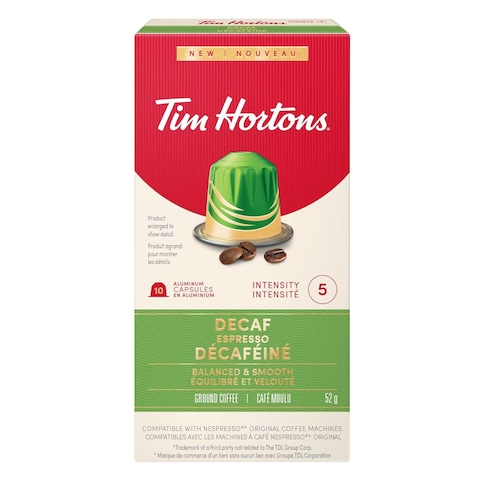 DÉCAFÉINÉ
NEW | NOUVEAU
Tim Hortons®
Product
enlarged to
show detail.
Produit agrandi
pour montrer
les détails.
10
ALUMINUM
CAPSULES
EN ALUMINIUM
INTENSITY
INTENSITÉ
5
DECAF
ESPRESSO
DÉCAFÉINÉ
BALANCED & SMOOTH
ÉQUILIBRÉ ET VELOUTÉ
GROUND COFFEE | CAFÉ MOULU
52 g
COMPATIBLE WITH NESPRESSO®* ORIGINAL COFFEE MACHINES
COMPATIBLES AVEC LES MACHINES À CAFÉ NESPRESSO®* ORIGINAL
*Trademark of a third party not related to The TDL Group Corp.
* Marque de commerce d'un tiers sans aucun lien avec Groupe TDL Corporation